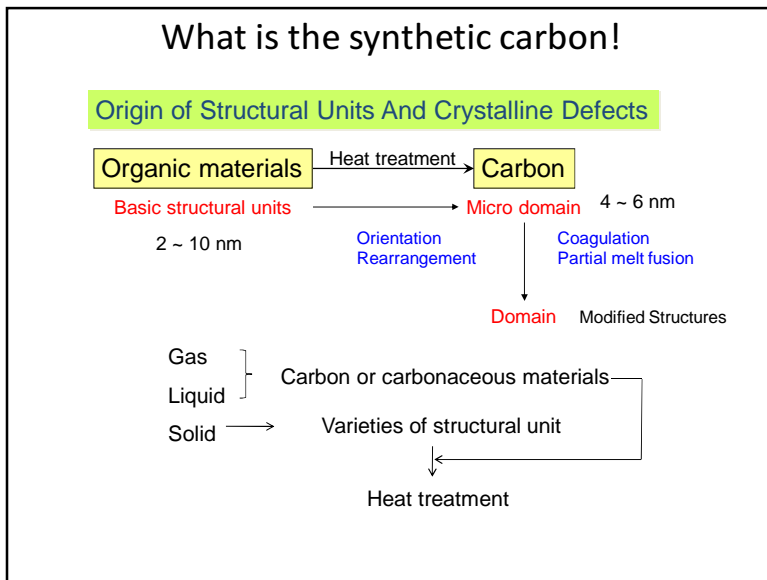 What is the synthetic carbon!
Origin of Structural Units And Crystalline Defects
Organic materials
Heat treatment
Carbon
Basic structural units
Micro domain
4 ~ 6 nm
2 ~ 10 nm
Orientation
Rearrangement
Coagulation
Partial melt fusion
Domain
Modified Structures
Gas
Liquid
Carbon or carbonaceous materials
Solid
Varieties of structural unit
Heat treatment